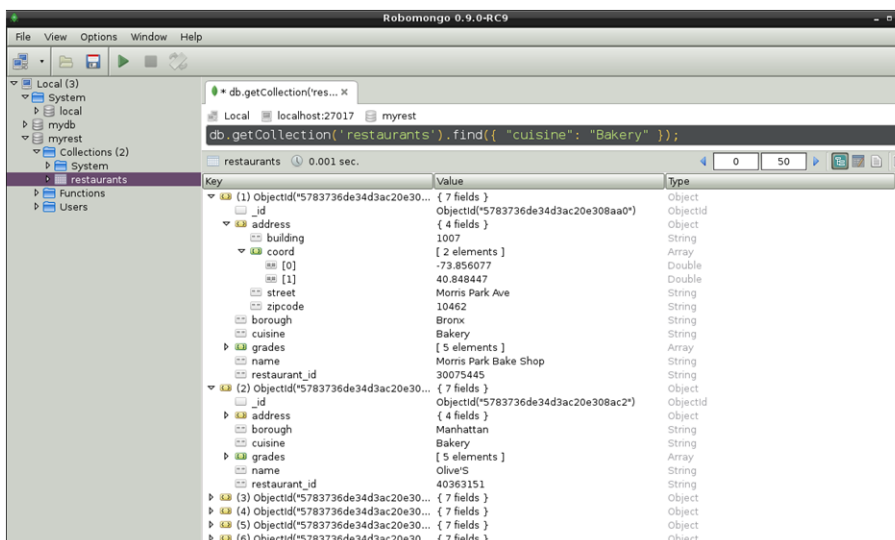 Robomongo 0.9.0-RC9
File View Options Window Help
Local (3)
System
local
mydb
myrest
Collections (2)
System
restaurants
Functions
Users
* db.getCollection('res...
Local localhost:27017 myrest
db.getCollection('restaurants').find({ "cuisine": "Bakery" });
restaurants 0.001 sec. 0 50
Key Value Type
(1) ObjectId("5783736de34d3ac20e30... { 7 fields } Object
_id ObjectId("5783736de34d3ac20e308aa0") ObjectId
address { 4 fields } Object
building 1007 String
coord [ 2 elements ] Array
[0] -73.856077 Double
[1] 40.848447 Double
street Morris Park Ave String
zipcode 10462 String
borough Bronx String
cuisine Bakery String
grades [ 5 elements ] Array
name Morris Park Bake Shop String
restaurant_id 30075445 String
(2) ObjectId("5783736de34d3ac20e30... { 7 fields } Object
_id ObjectId("5783736de34d3ac20e308ac2") ObjectId
address { 4 fields } Object
borough Manhattan String
cuisine Bakery String
grades [ 5 elements ] Array
name Olive'S String
restaurant_id 40363151 String
(3) ObjectId("5783736de34d3ac20e30... { 7 fields } Object
(4) ObjectId("5783736de34d3ac20e30... { 7 fields } Object
(5) ObjectId("5783736de34d3ac20e30... { 7 fields } Object
(6) ObjectId("5783736de34d3ac20e30... { 7 fields } Object